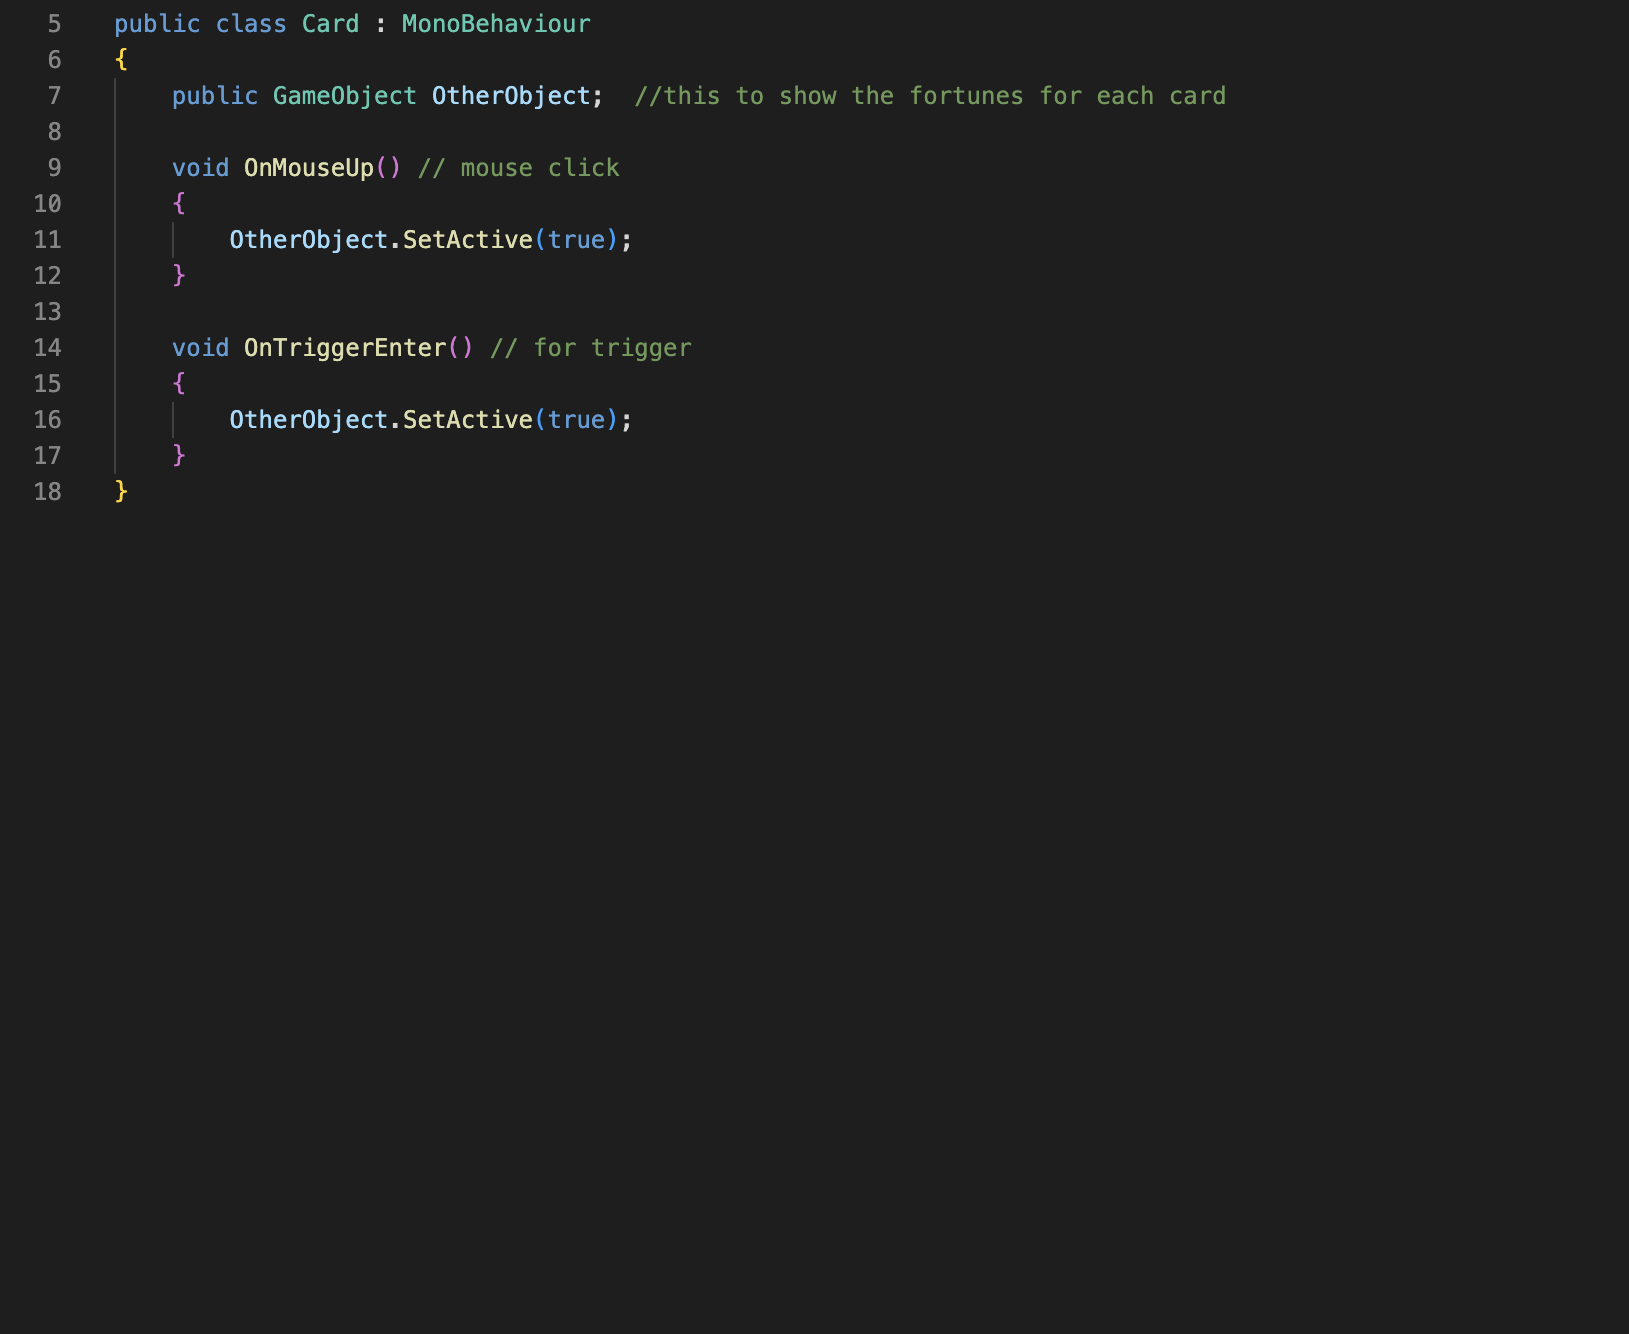 5 public class Card : MonoBehaviour
6 {
7 public GameObject OtherObject;  //this to show the fortunes for each card
8
9 void OnMouseUp() // mouse click
10 {
11 OtherObject.SetActive(true);
12 }
13
14 void OnTriggerEnter() // for trigger
15 {
16 OtherObject.SetActive(true);
17 }
18 }